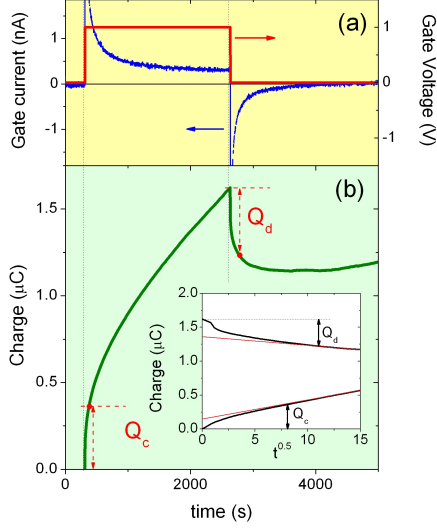 Gate current (nA)
1
0
-1
(a)
1
0
-1
Gate Voltage (V)
(b)
Charge (μC)
1.5
1.0
0.5
0.0
Q_d
Q_c
Charge (μC)
2.0
1.5
1.0
0.5
0.0
Q_d
Q_c
0 5 10 15
t^0.5
0 2000 4000
time (s)